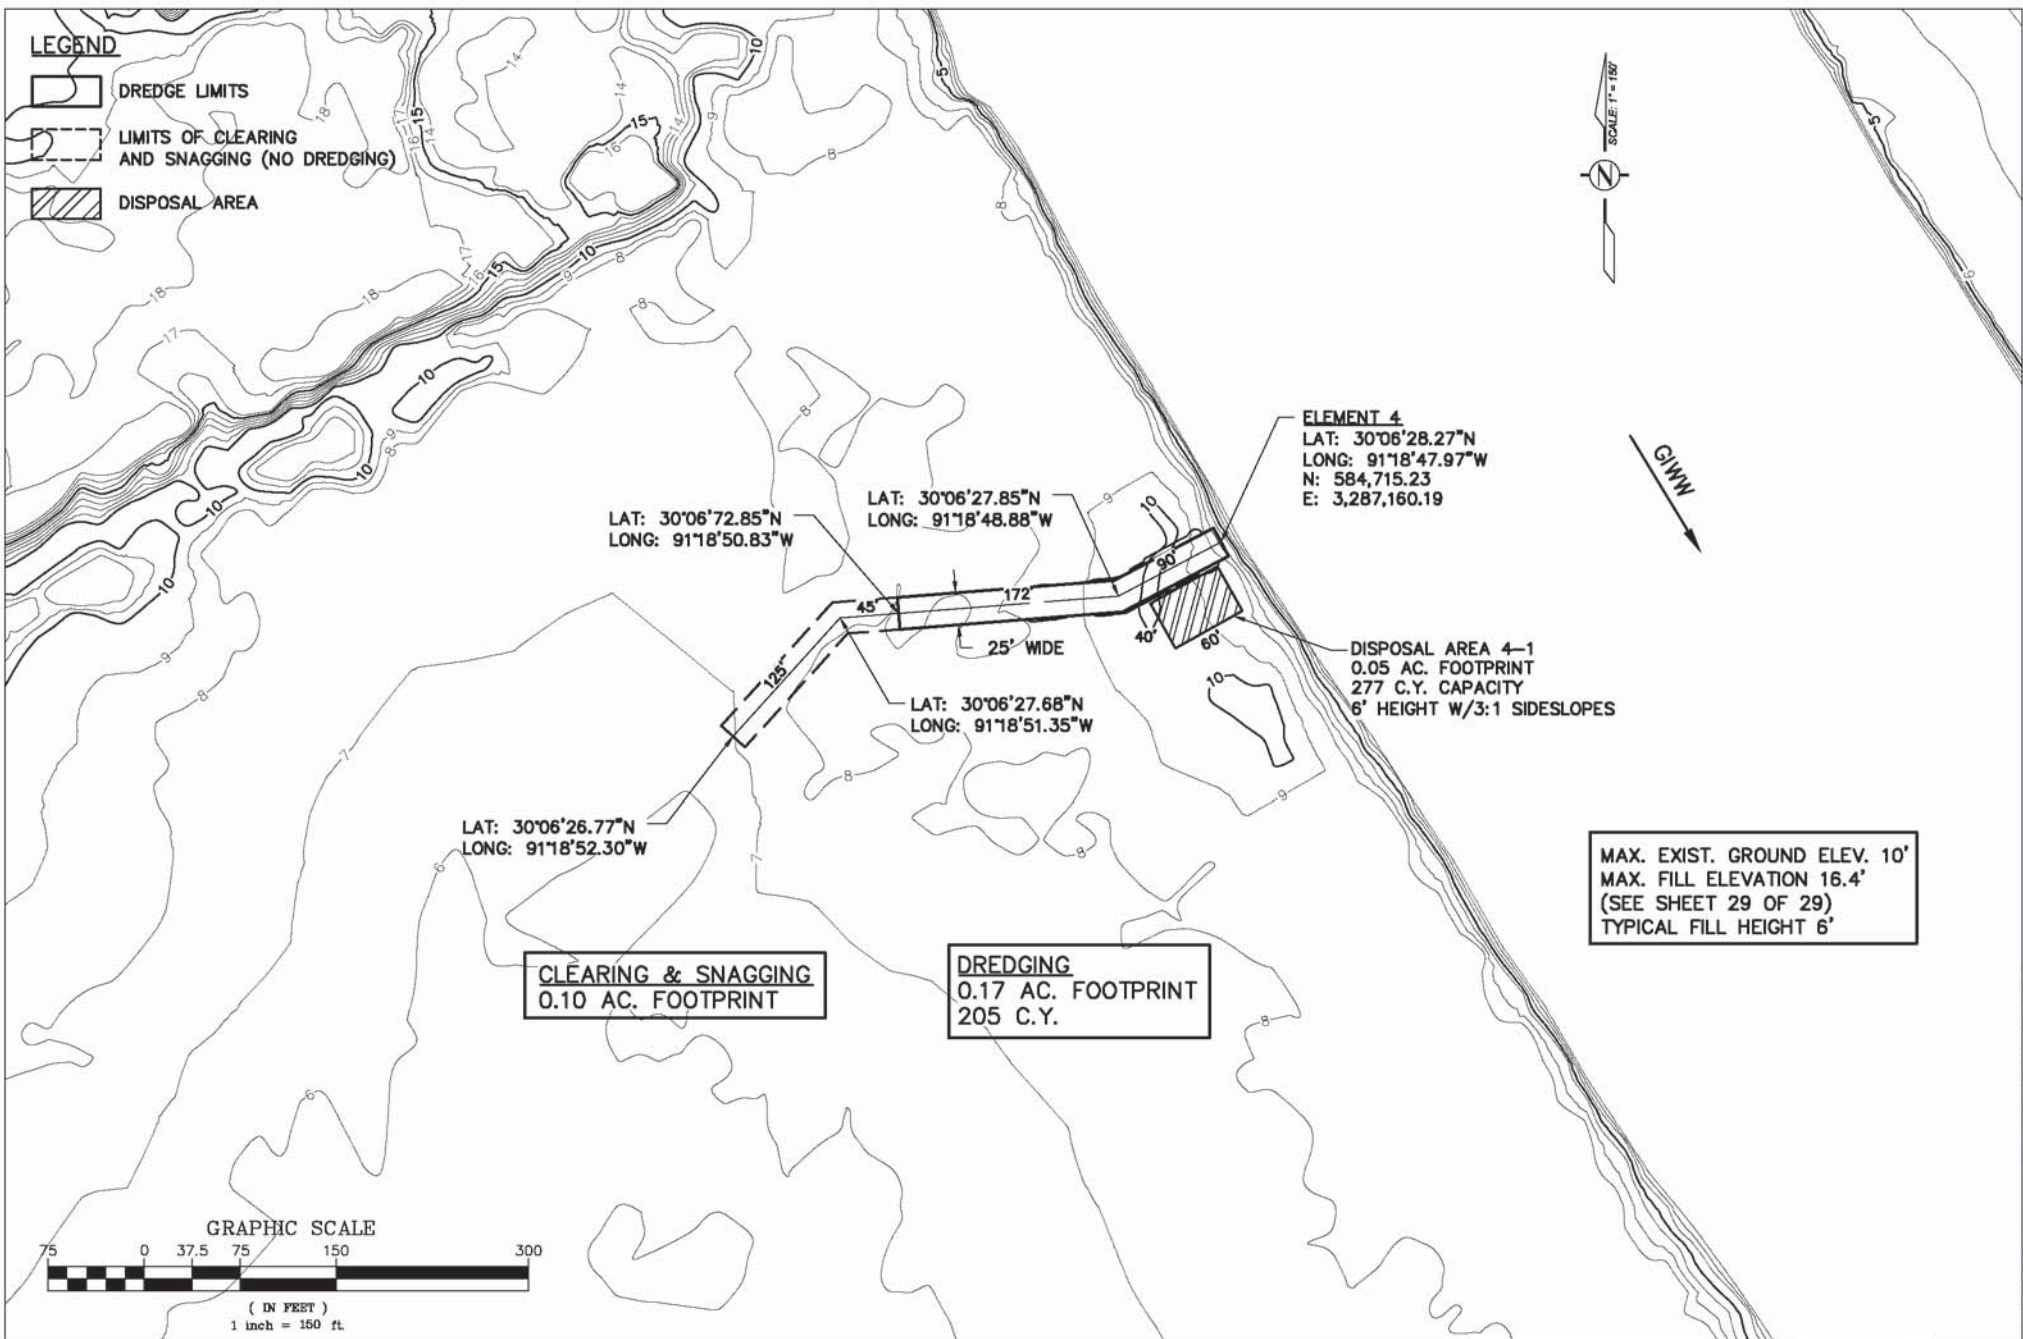 LEGEND
DREDGE LIMITS
LIMITS OF CLEARING
AND SNAGGING (NO DREDGING)
DISPOSAL AREA
SCALE: 1"=150'
N
GIWW
ELEMENT 4
LAT: 30°06'28.27"N
LONG: 91°18'47.97"W
N: 584,715.23
E: 3,287,160.19
LAT: 30°06'27.85"N
LONG: 91°18'48.88"W
LAT: 30°06'72.85"N
LONG: 91°18'50.83"W
90'
172'
45'
125'
40'
60'
25' WIDE
DISPOSAL AREA 4-1
0.05 AC. FOOTPRINT
277 C.Y. CAPACITY
6' HEIGHT W/3:1 SIDESLOPES
LAT: 30°06'27.68"N
LONG: 91°18'51.35"W
LAT: 30°06'26.77"N
LONG: 91°18'52.30"W
MAX. EXIST. GROUND ELEV. 10'
MAX. FILL ELEVATION 16.4'
(SEE SHEET 29 OF 29)
TYPICAL FILL HEIGHT 6'
CLEARING & SNAGGING
0.10 AC. FOOTPRINT
DREDGING
0.17 AC. FOOTPRINT
205 C.Y.
GRAPHIC SCALE
75 0 37.5 75 150 300
( IN FEET )
1 inch = 150 ft.